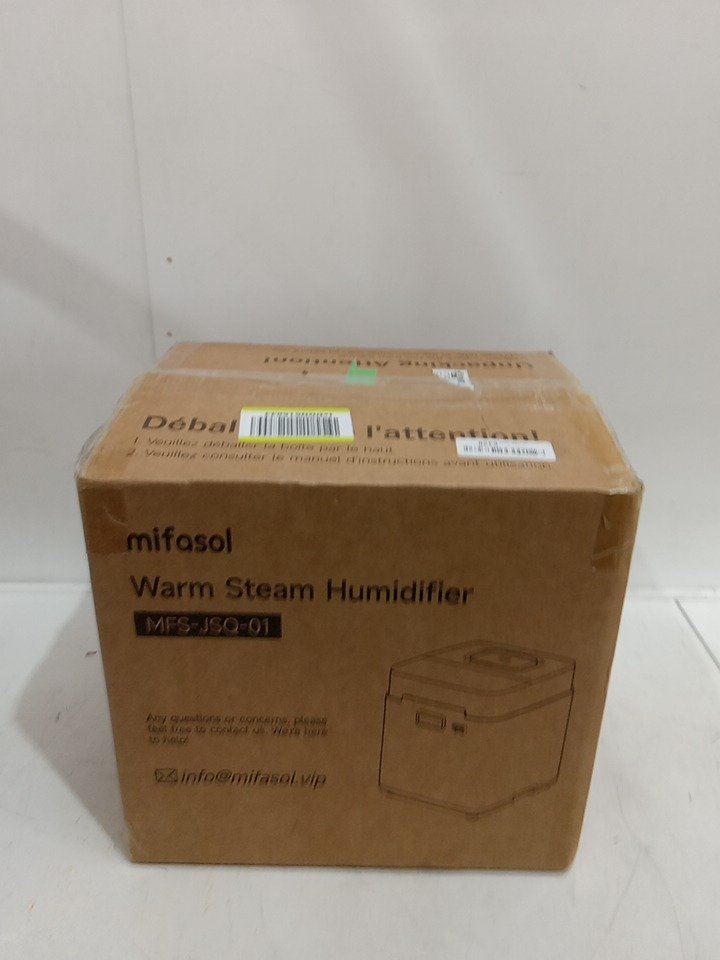 Unpacking Attention!
Débal l'attention!
1. Veuillez déballer la boîte par le haut.
2. Veuillez consulter le manuel d'instructions avant utilisation
mifasol
Warm Steam Humidifier
MFS-JSQ-01
Any questions or concerns, please
feel free to contact us. We're here
to help!
info@mifasol.vip